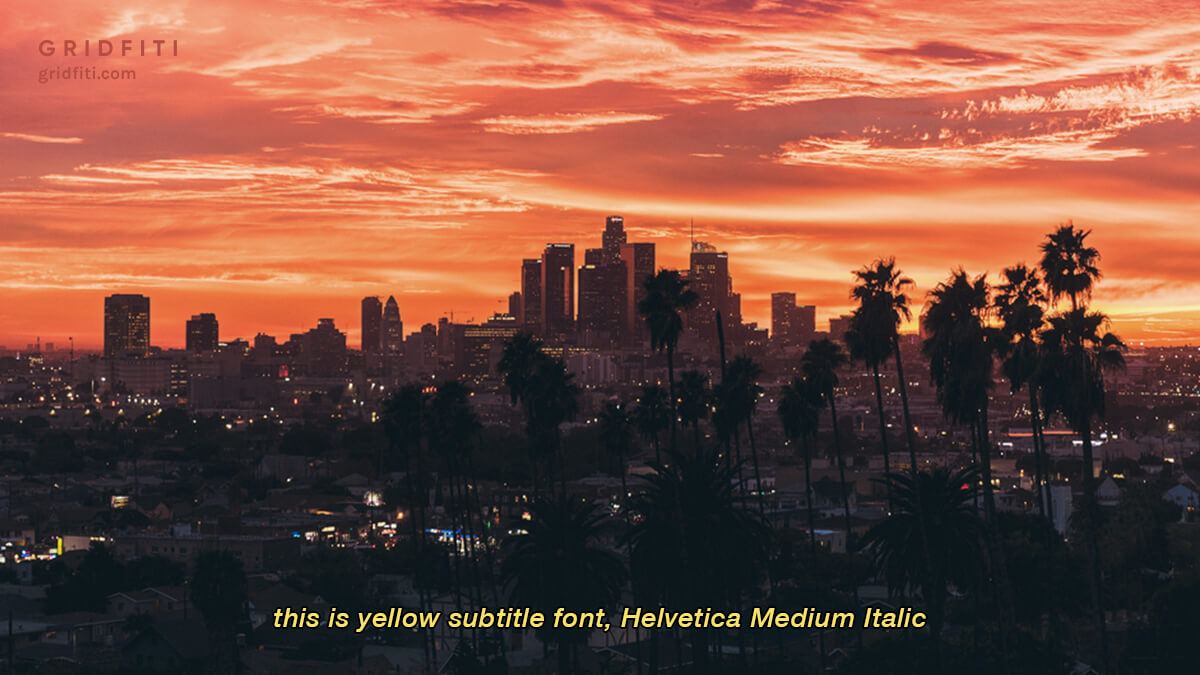 GRIDFITI
gridfiti.com
this is yellow subtitle font, Helvetica Medium Italic